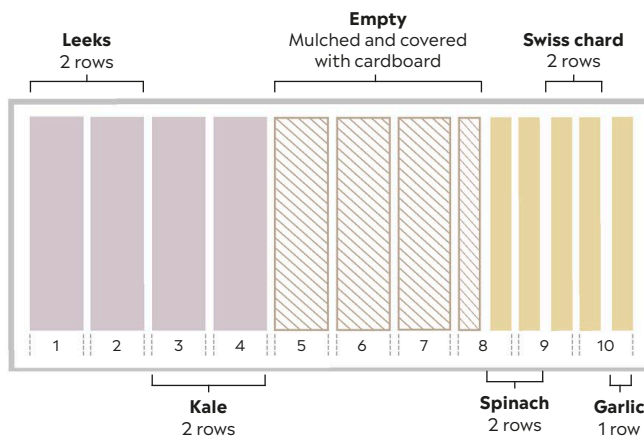 Leeks
2 rows
Empty
Mulched and covered
with cardboard
Swiss chard
2 rows
1 2 3 4 5 6 7 8 9 10
Kale
2 rows
Spinach
2 rows
Garlic
1 row